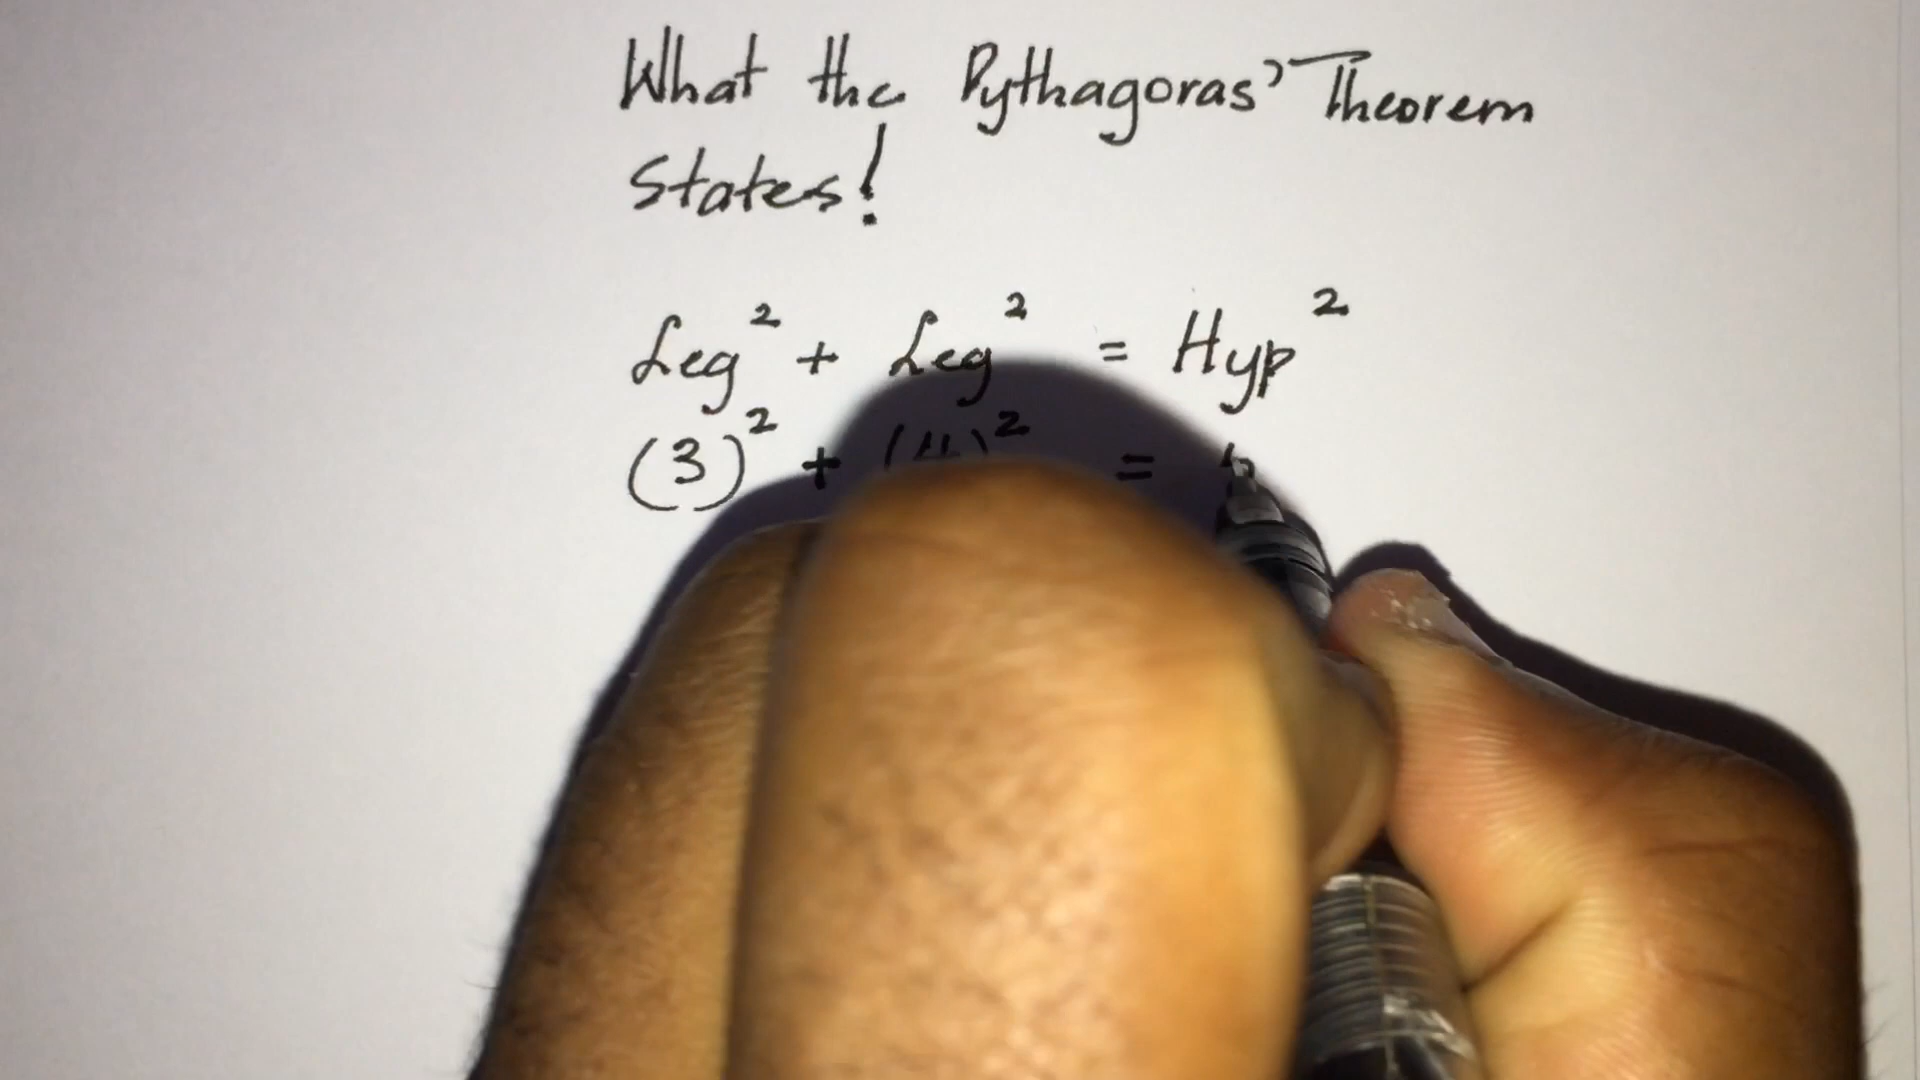 What the Pythagoras' Theorem
States!
Leg² + Leg² = Hyp²
(3)² + (4)² = h